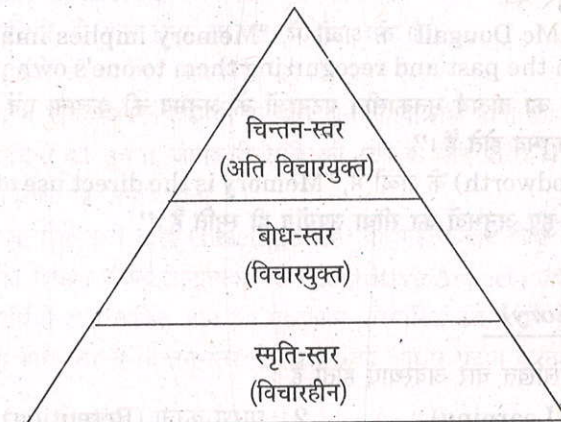 चिन्तन-स्तर
(अति विचारयुक्त)
बोध-स्तर
(विचारयुक्त)
स्मृति-स्तर
(विचारहीन)